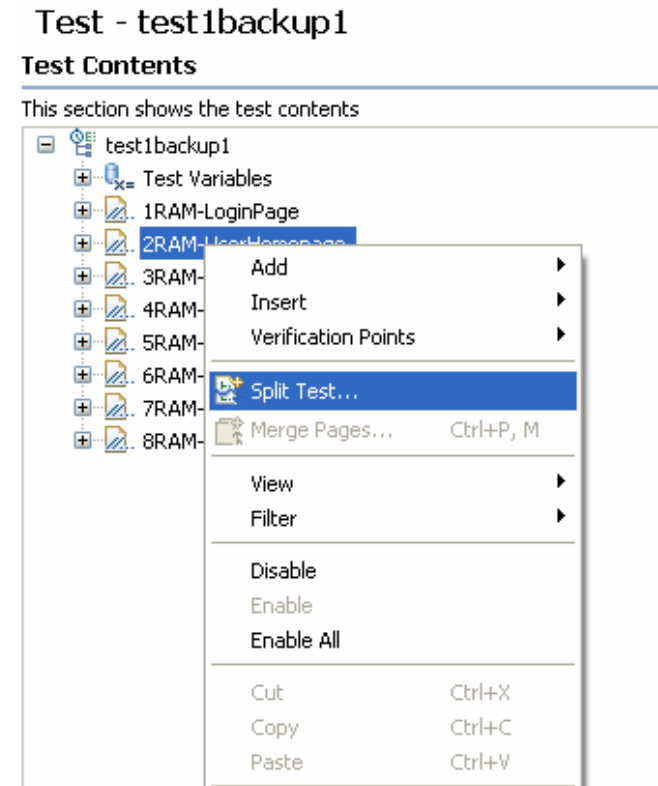 Test - test1backup1
Test Contents
This section shows the test contents
test1backup1
Test Variables
1RAM-LoginPage
2RAM-UserHomepage
3RAM-
4RAM-
5RAM-
6RAM-
7RAM-
8RAM-
Add
Insert
Verification Points
Split Test...
Merge Pages... Ctrl+P, M
View
Filter
Disable
Enable
Enable All
Cut Ctrl+X
Copy Ctrl+C
Paste Ctrl+V